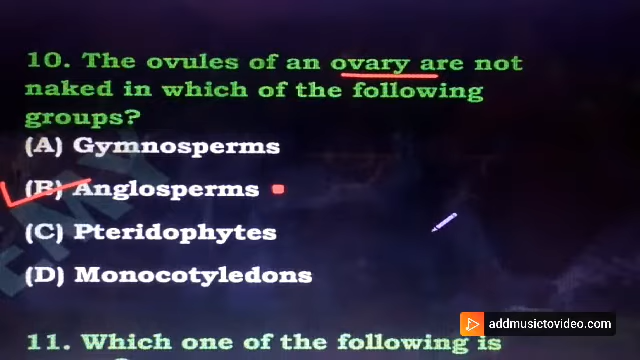 10. The ovules of an ovary are not
naked in which of the following
groups?
(A) Gymnosperms
(B) Anglosperms
(C) Pteridophytes
(D) Monocotyledons
11. Which one of the following is
addmusictovideo.com